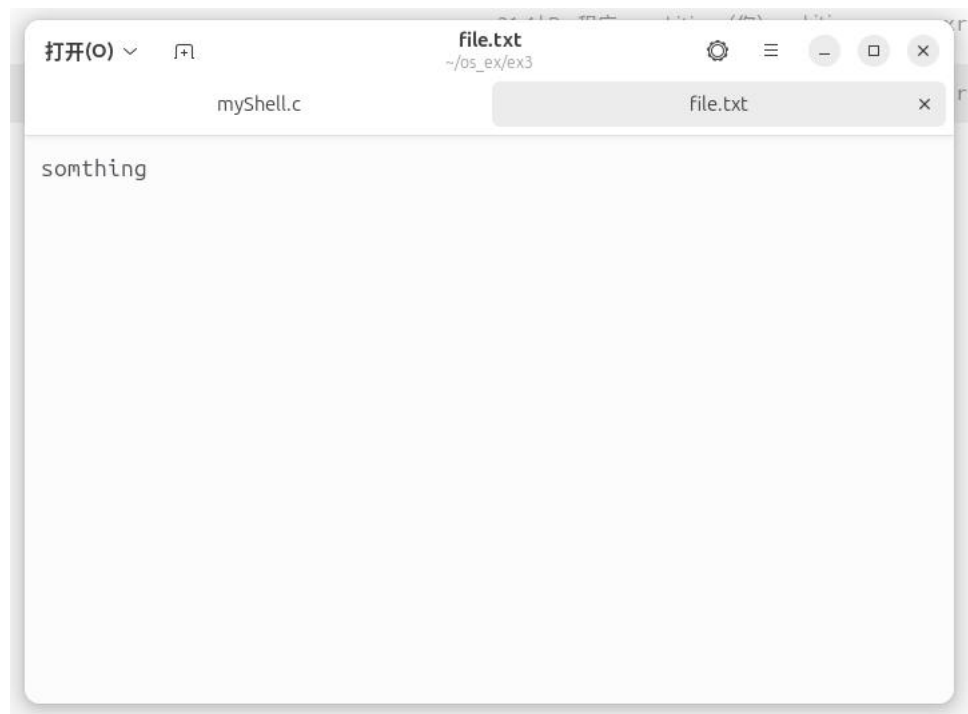 打开(O)
file.txt
~/os_ex/ex3
myShell.c
file.txt
somthing